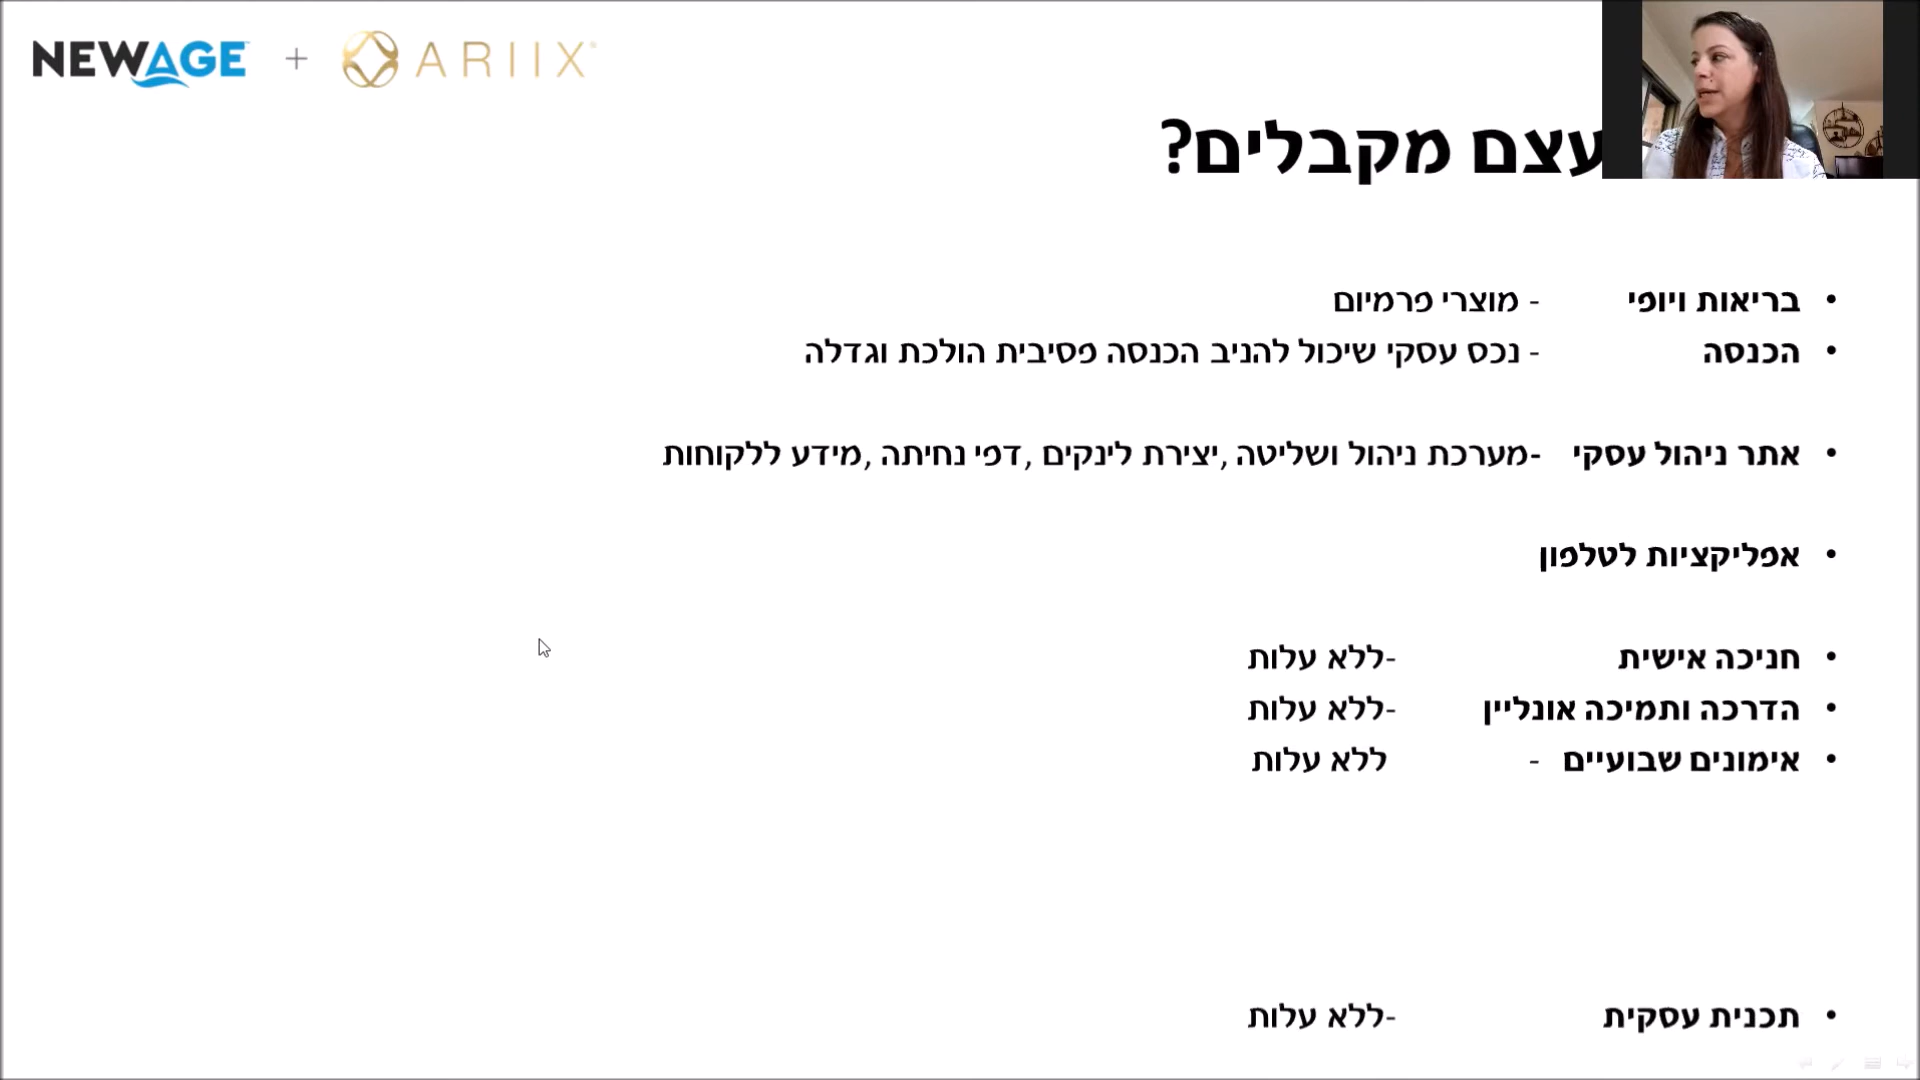 NEWAGE + ARIIX
עצם מקבלים?
• בריאות ויופי - מוצרי פרמיום
• הכנסה - נכס עסקי שיכול להניב הכנסה פסיבית הולכת וגדלה
• אתר ניהול עסקי -מערכת ניהול ושליטה ,יצירת לינקים ,דפי נחיתה ,מידע ללקוחות
• אפליקציות לטלפון
• חניכה אישית -ללא עלות
• הדרכה ותמיכה אונליין -ללא עלות
• אימונים שבועיים - ללא עלות
• תכנית עסקית -ללא עלות